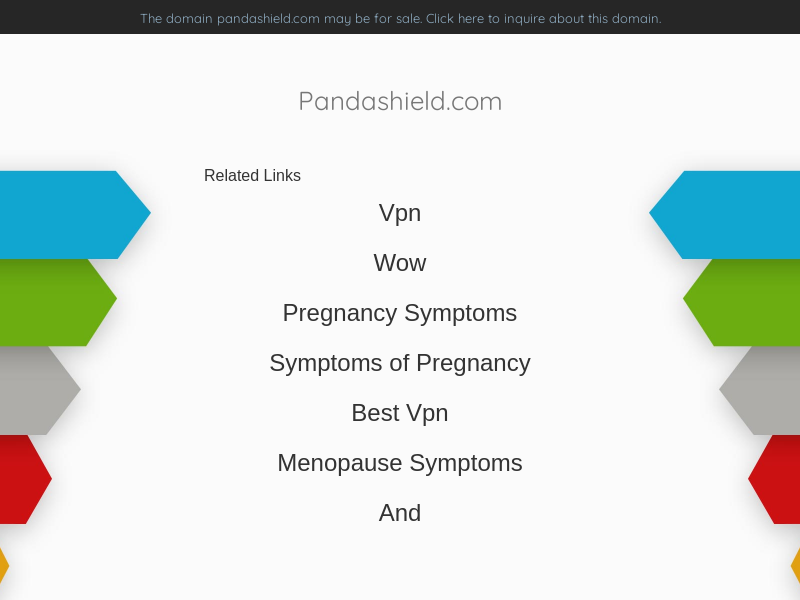 The domain pandashield.com may be for sale. Click here to inquire about this domain.
Pandashield.com
Related Links
Vpn
Wow
Pregnancy Symptoms
Symptoms of Pregnancy
Best Vpn
Menopause Symptoms
And